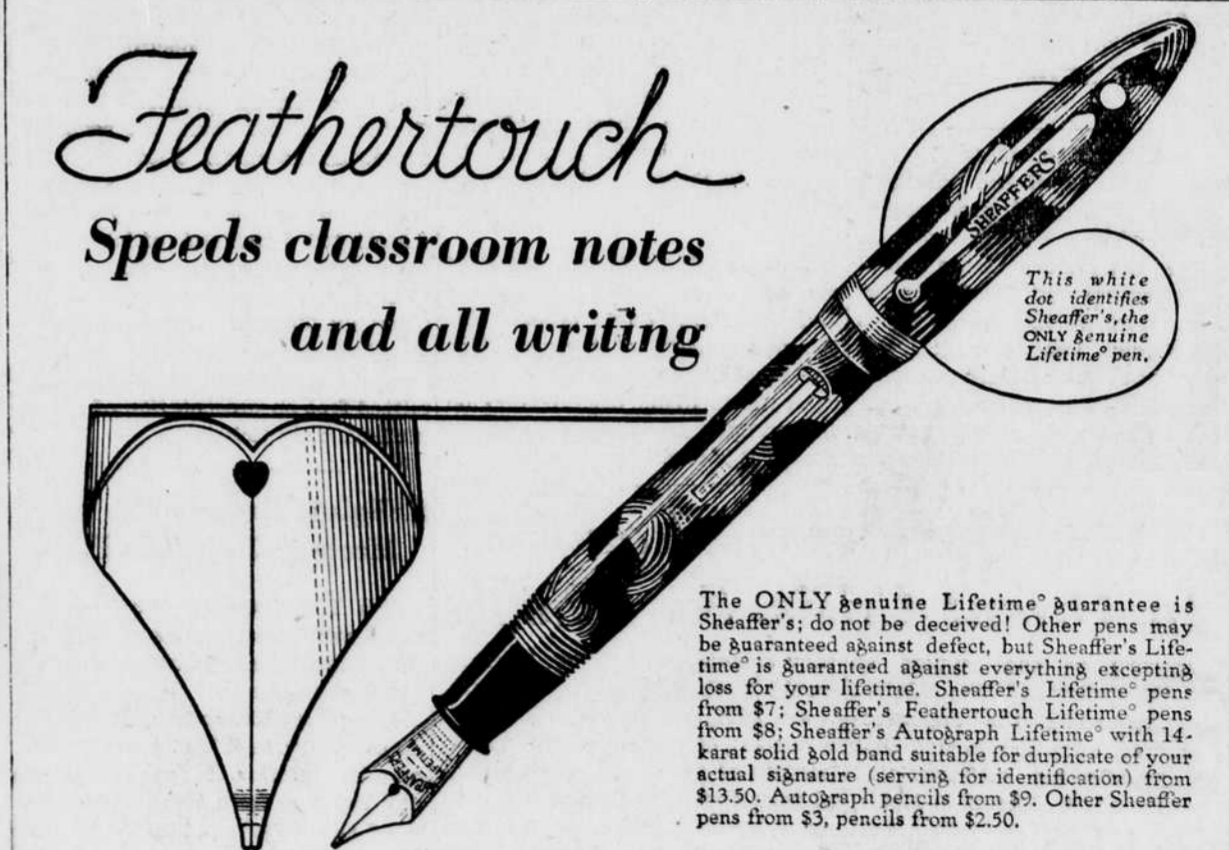 Feathertouch
Speeds classroom notes
and all writing
SHEAFFER'S
This white
dot identifies
Sheaffer's, the
ONLY genuine
Lifetime° pen.
The ONLY genuine Lifetime° guarantee is
Sheaffer's; do not be deceived! Other pens may
be guaranteed against defect, but Sheaffer's Life-
time° is guaranteed against everything excepting
loss for your lifetime. Sheaffer's Lifetime° pens
from $7; Sheaffer's Feathertouch Lifetime° pens
from $8; Sheaffer's Autograph Lifetime° with 14-
karat solid gold band suitable for duplicate of your
actual signature (serving for identification) from
$13.50. Autograph pencils from $9. Other Sheaffer
pens from $3, pencils from $2.50.